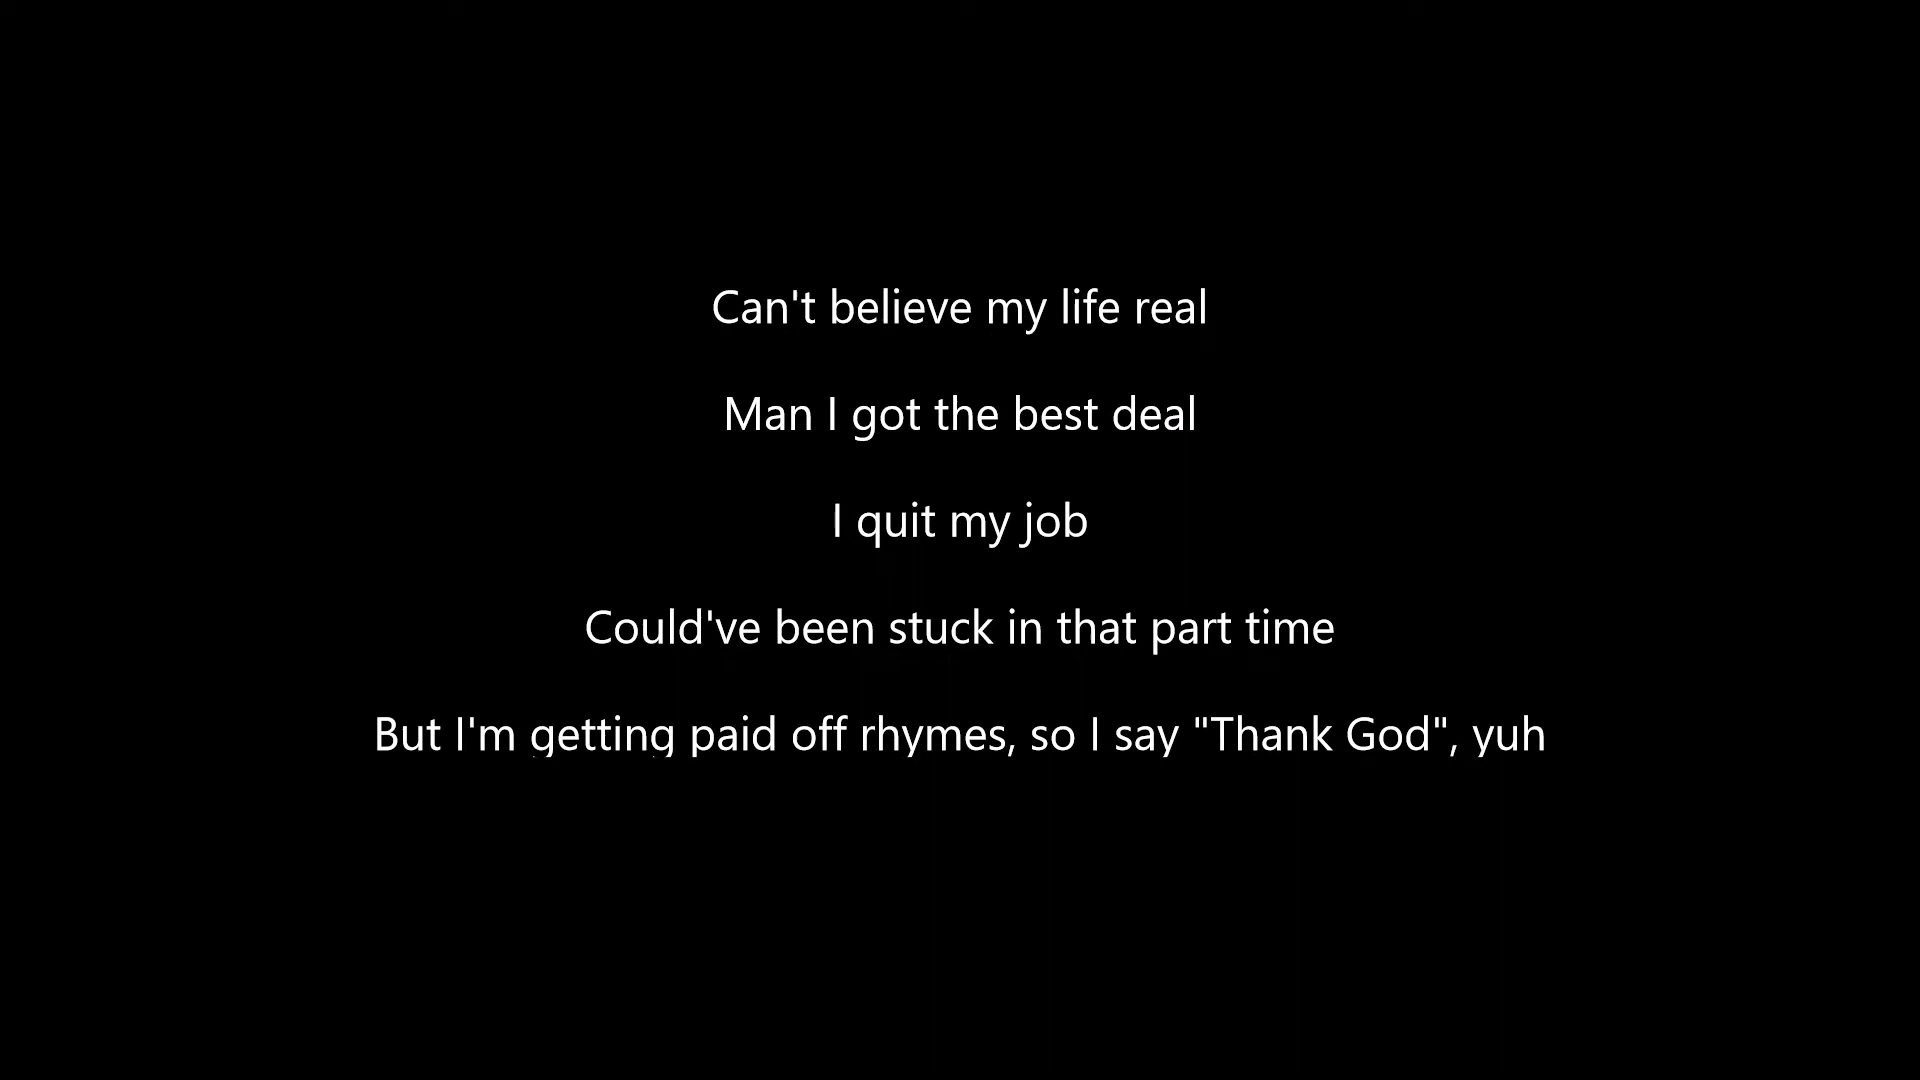 Can't believe my life real
Man I got the best deal
I quit my job
Could've been stuck in that part time
But I'm getting paid off rhymes, so I say "Thank God", yuh